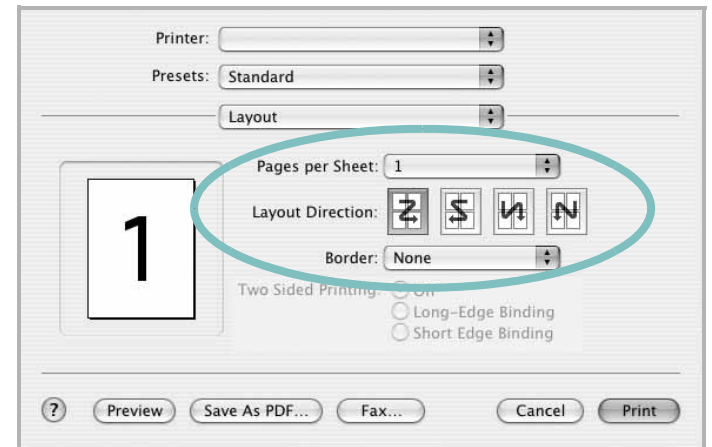 Printer:
Presets: Standard
Layout
Pages per Sheet: 1
1
Layout Direction:
Border: None
Two Sided Printing:
Long-Edge Binding
Short Edge Binding
? Preview Save As PDF... Fax... Cancel Print